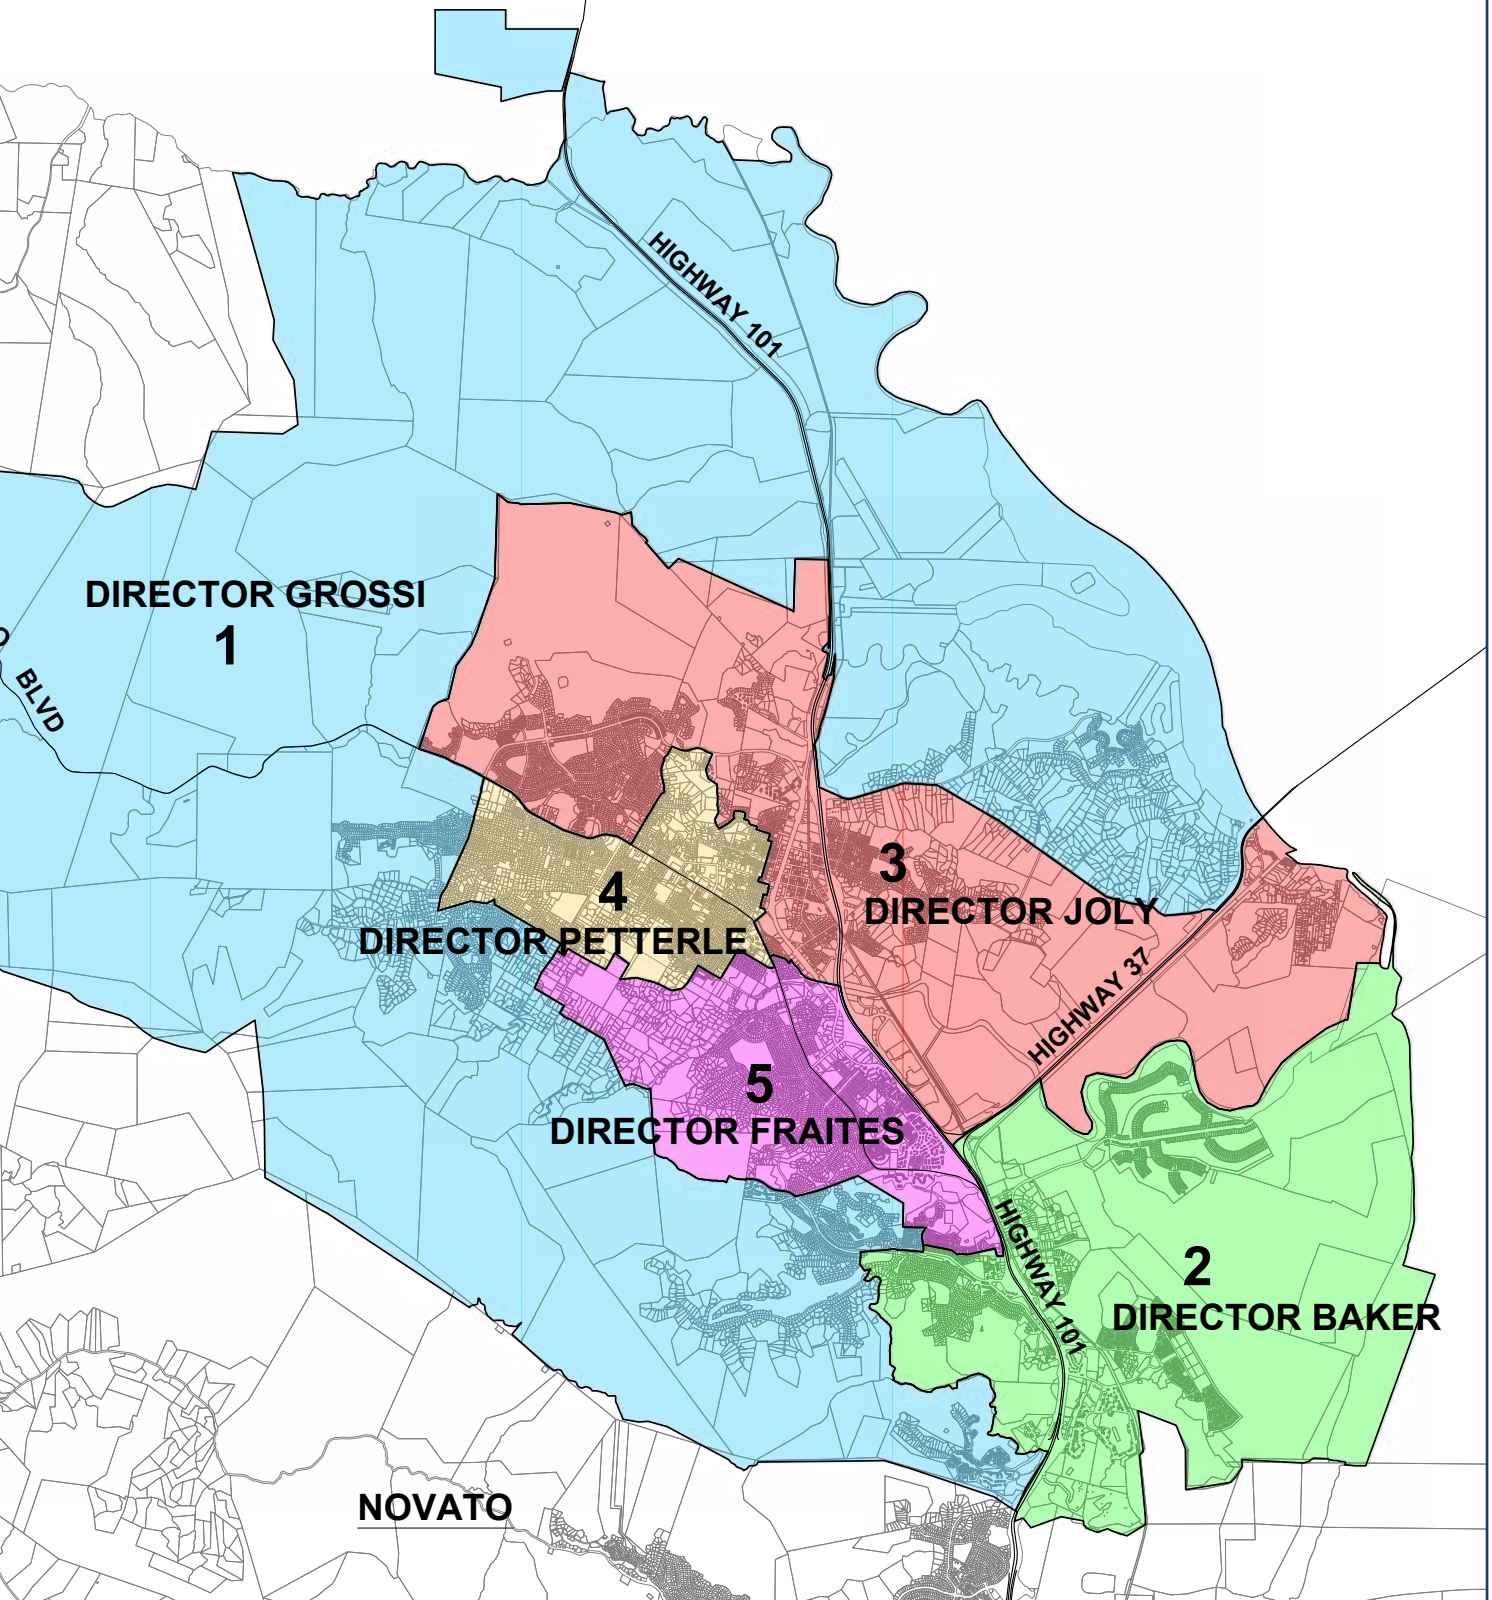 HIGHWAY 101
DIRECTOR GROSSI
1
BLVD
3
DIRECTOR JOLY
4
DIRECTOR PETTERLE
HIGHWAY 37
5
DIRECTOR FRAITES
HIGHWAY 101
2
DIRECTOR BAKER
NOVATO